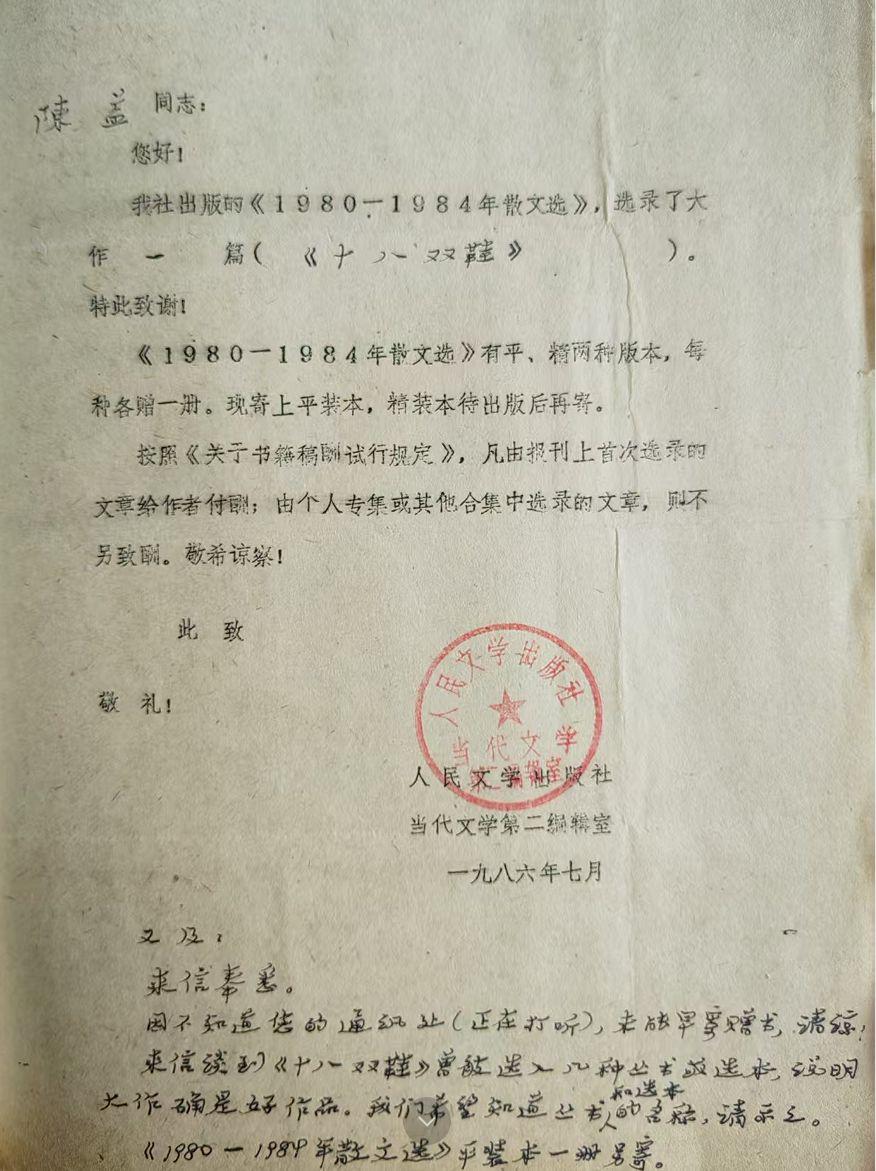 陳益 同志：
您好！
我社出版的《1980—1984年散文选》，选录了大
作 一 篇（《十八双鞋》）。
特此致谢！
《1980—1984年散文选》有平、精两种版本，每
种各赠一册。现寄上平装本，精装本待出版后再寄。
按照《关于书籍稿酬试行规定》，凡由报刊上首次选录的
文章给作者付酬；由个人专集或其他合集中选录的文章，则不
另致酬。敬希谅察！
此 致
敬 礼！
人民文学出版社
当代文学
第二编辑室
人民文学出版社
当代文学第二编辑室
一九八六年七月
又及：
来信奉悉。
因不知道您的通讯处（正在打听），未能早寄赠书，请谅！
来信谈到《十八双鞋》曾被选入几种丛书或选本，说明
大作确是好作品。我们希望知道丛书和选本的名称，请示之。
《1980—1984年散文选》平装本一册另寄。